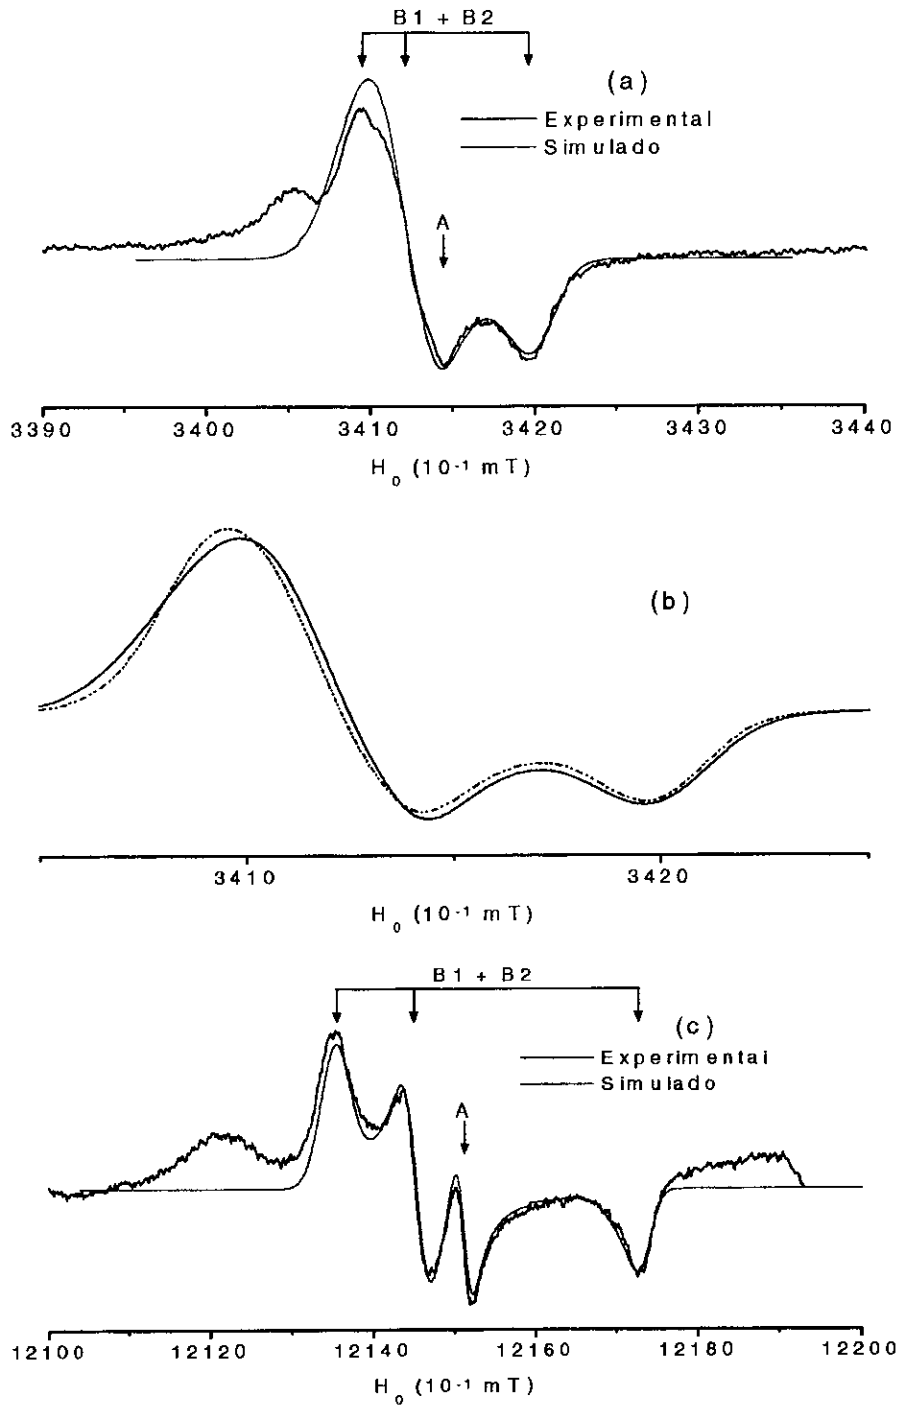 B1 + B2
(a)
Experimental
Simulado
A
3390 3400 3410 3420 3430 3440
H₀ (10⁻¹ mT)
(b)
3410 3420
H₀ (10⁻¹ mT)
B1 + B2
(c)
Experimental
Simulado
A
12100 12120 12140 12160 12180 12200
H₀ (10⁻¹ mT)